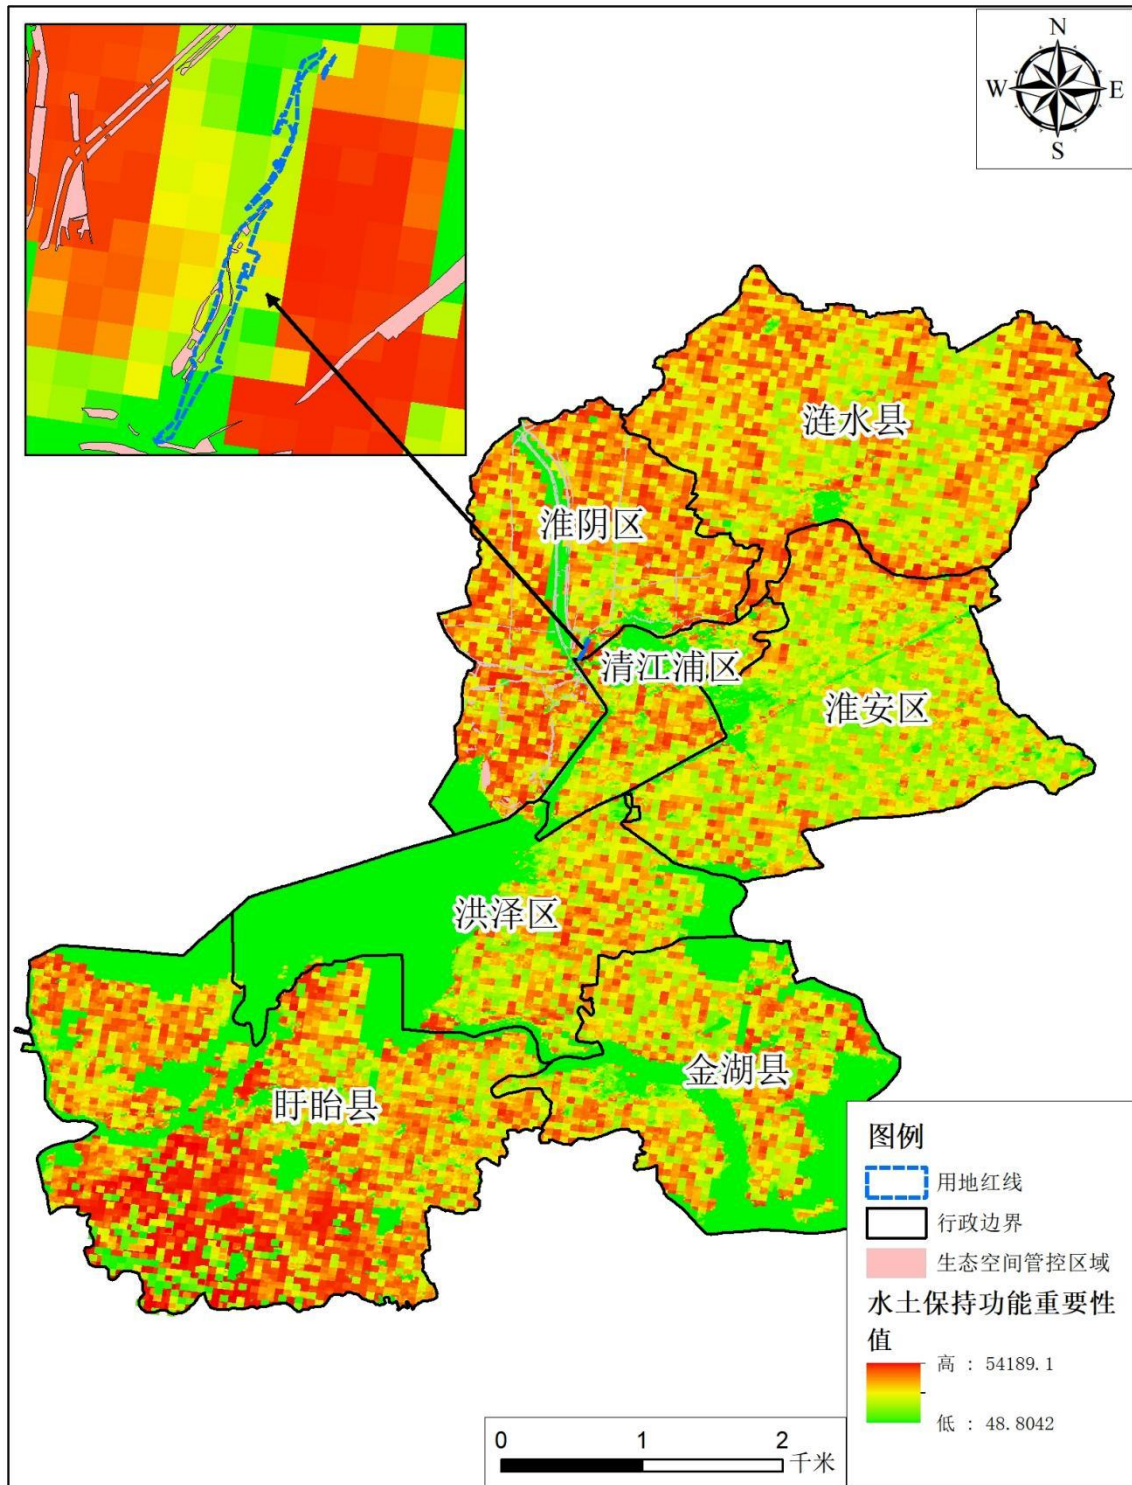 N
W
E
S
涟水县
淮阴区
清江浦区
淮安区
洪泽区
金湖县
盱眙县
图例
用地红线
行政边界
生态空间管控区域
水土保持功能重要性
值
高 : 54189.1
低 : 48.8042
0 1 2
千米